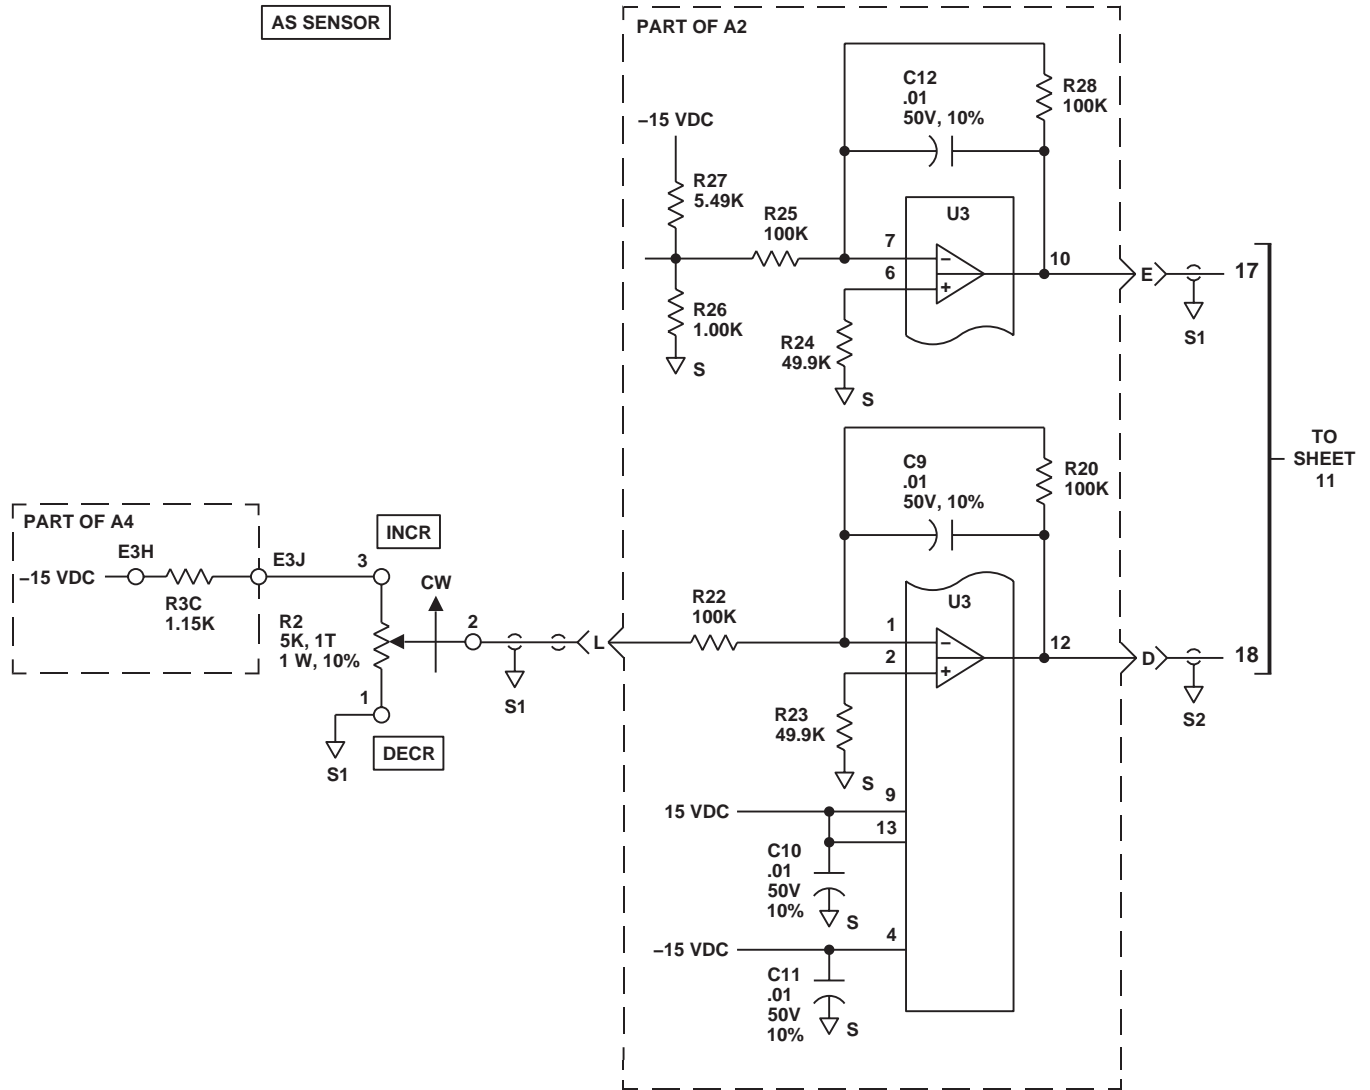 AS SENSOR
PART OF A2
C12
.01
50V, 10%
R28
100K
–15 VDC
R27
5.49K
R25
100K
U3
7
6
10
E
17
S1
R26
1.00K
S
R24
49.9K
S
TO
SHEET
11
C9
.01
50V, 10%
R20
100K
PART OF A4
–15 VDC
E3H
E3J
R3C
1.15K
INCR
3
CW
R2
5K, 1T
1 W, 10%
2
1
S1
S1
DECR
L
R22
100K
U3
1
2
12
D
18
S2
R23
49.9K
S
15 VDC
9
13
C10
.01
50V
10%
S
–15 VDC
4
C11
.01
50V
10%
S